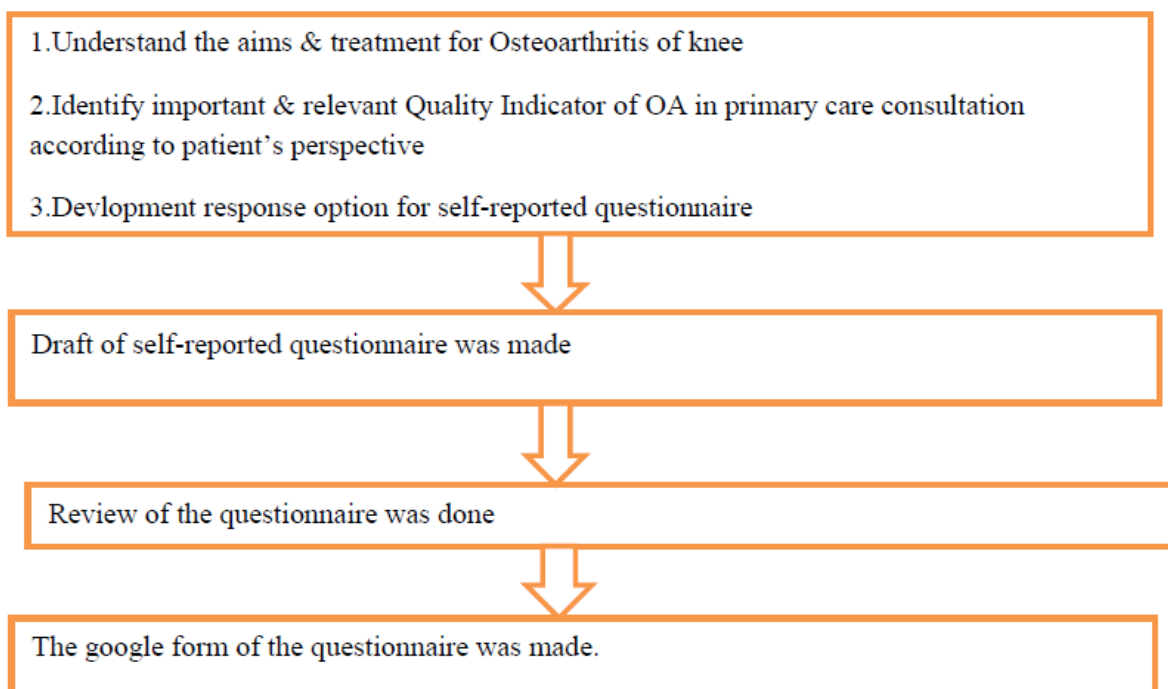 1.Understand the aims & treatment for Osteoarthritis of knee
2.Identify important & relevant Quality Indicator of OA in primary care consultation
according to patient’s perspective
3.Devlopment response option for self-reported questionnaire
Draft of self-reported questionnaire was made
Review of the questionnaire was done
The google form of the questionnaire was made.